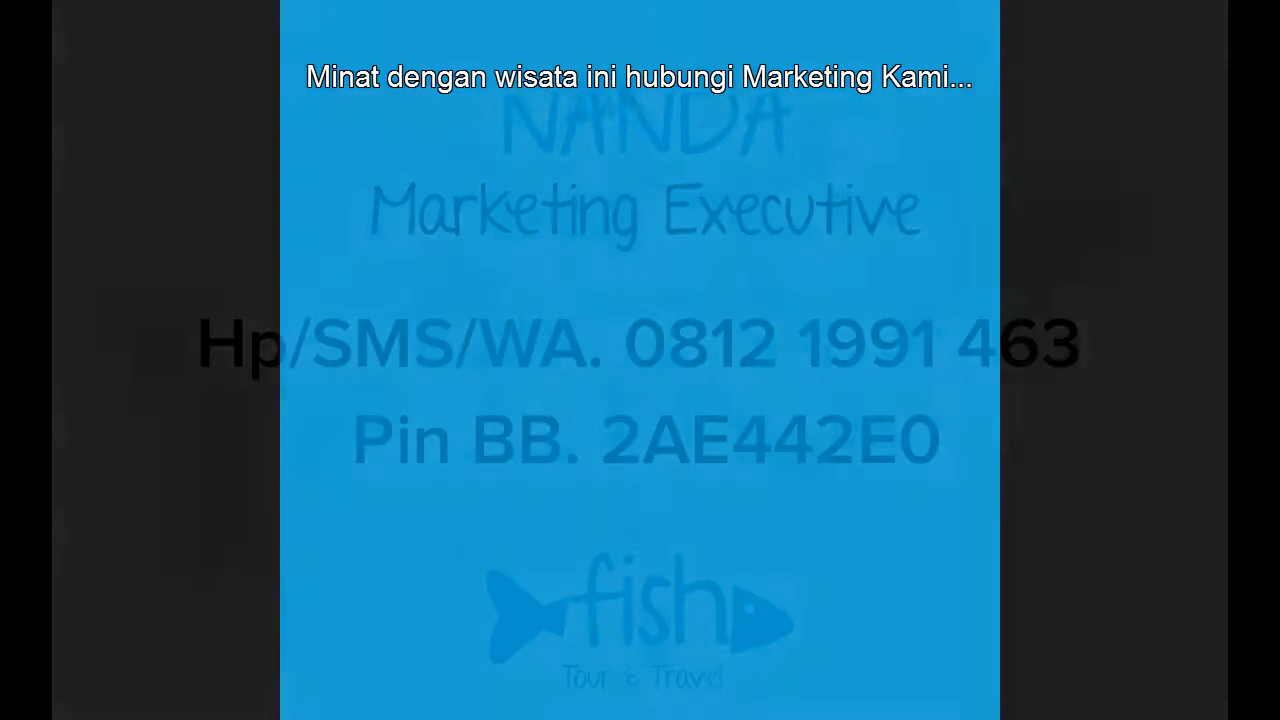 Minat dengan wisata ini hubungi Marketing Kami...
NANDA
Marketing Executive
Hp/SMS/WA. 0812 1991 463
Pin BB. 2AE442E0
fish
Tour & Travel